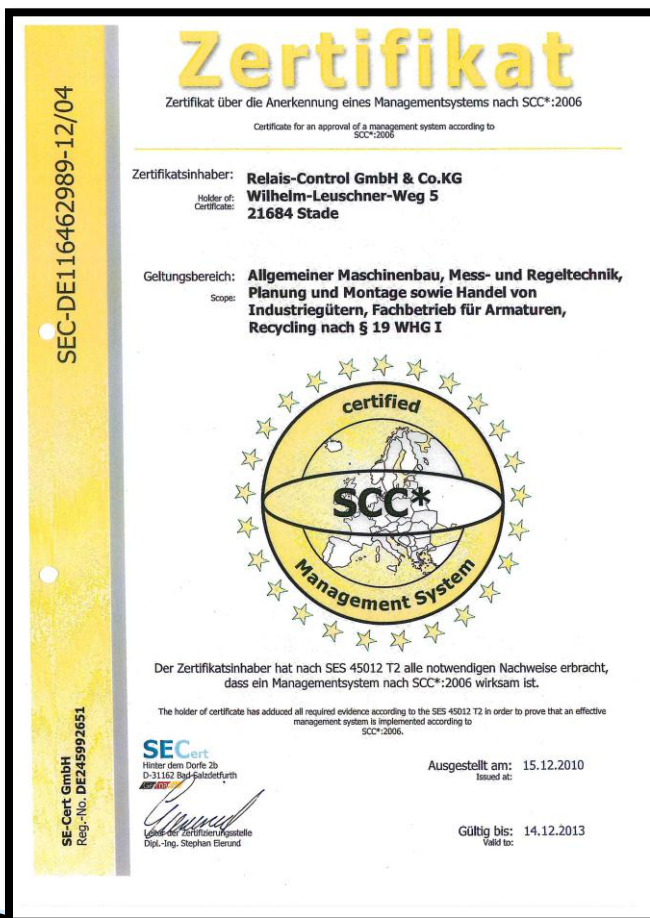 Zertifikat
Zertifikat über die Anerkennung eines Managementsystems nach SCC*:2006
Certificate for an approval of a management system according to
SCC*:2006
SEC-DE116462989-12/04
Zertifikatsinhaber:
Holder of:
Certificate:
Relais-Control GmbH & Co.KG
Wilhelm-Leuschner-Weg 5
21684 Stade
Geltungsbereich:
Scope:
Allgemeiner Maschinenbau, Mess- und Regeltechnik,
Planung und Montage sowie Handel von
Industriegütern, Fachbetrieb für Armaturen,
Recycling nach § 19 WHG I
certified
SCC*
Management System
Der Zertifikatsinhaber hat nach SES 45012 T2 alle notwendigen Nachweise erbracht,
dass ein Managementsystem nach SCC*:2006 wirksam ist.
The holder of certificate has adduced all required evidence according to the SES 45012 T2 in order to prove that an effective
management system is implemented according to
SCC*:2006.
SECert
Hinter dem Dorfe 2b
D-31162 Bad Salzdetfurth
Leiter der Zertifizierungsstelle
Dipl.-Ing. Stephan Elerund
Ausgestellt am: 15.12.2010
Issued at:
Gültig bis: 14.12.2013
Valid to:
SE-Cert GmbH
Reg.-No. DE245992651